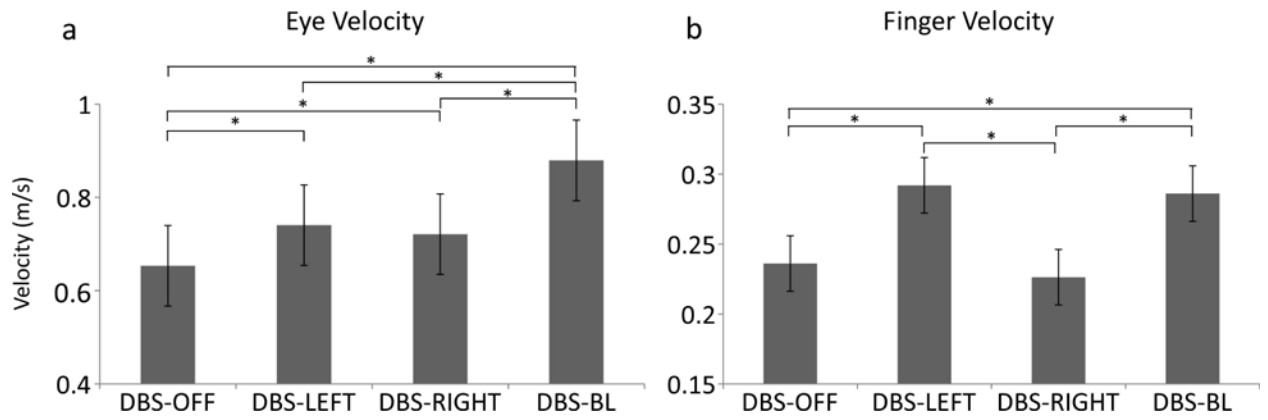 a
Eye Velocity
*
*
*
*
*
Velocity (m/s)
1
0.8
0.6
0.4
DBS-OFF DBS-LEFT DBS-RIGHT DBS-BL
b
Finger Velocity
*
*
*
*
0.35
0.3
0.25
0.2
0.15
DBS-OFF DBS-LEFT DBS-RIGHT DBS-BL